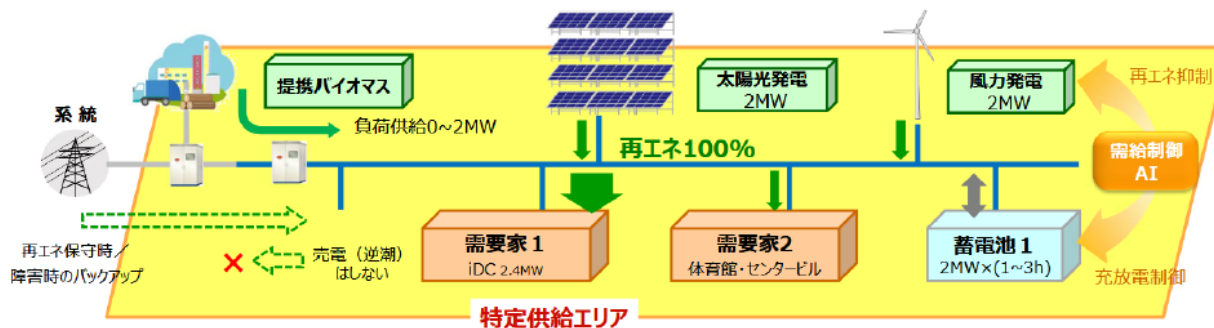 系統
提携バイオマス
負荷供給0~2MW
太陽光発電
2MW
風力発電
2MW
再エネ抑制
再エネ100%
需給制御
AI
再エネ保守時／
障害時のバックアップ
売電（逆潮）
はしない
需要家１
iDC 2.4MW
需要家2
体育館・センタービル
蓄電池１
2MW×(1~3h)
充放電制御
特定供給エリア